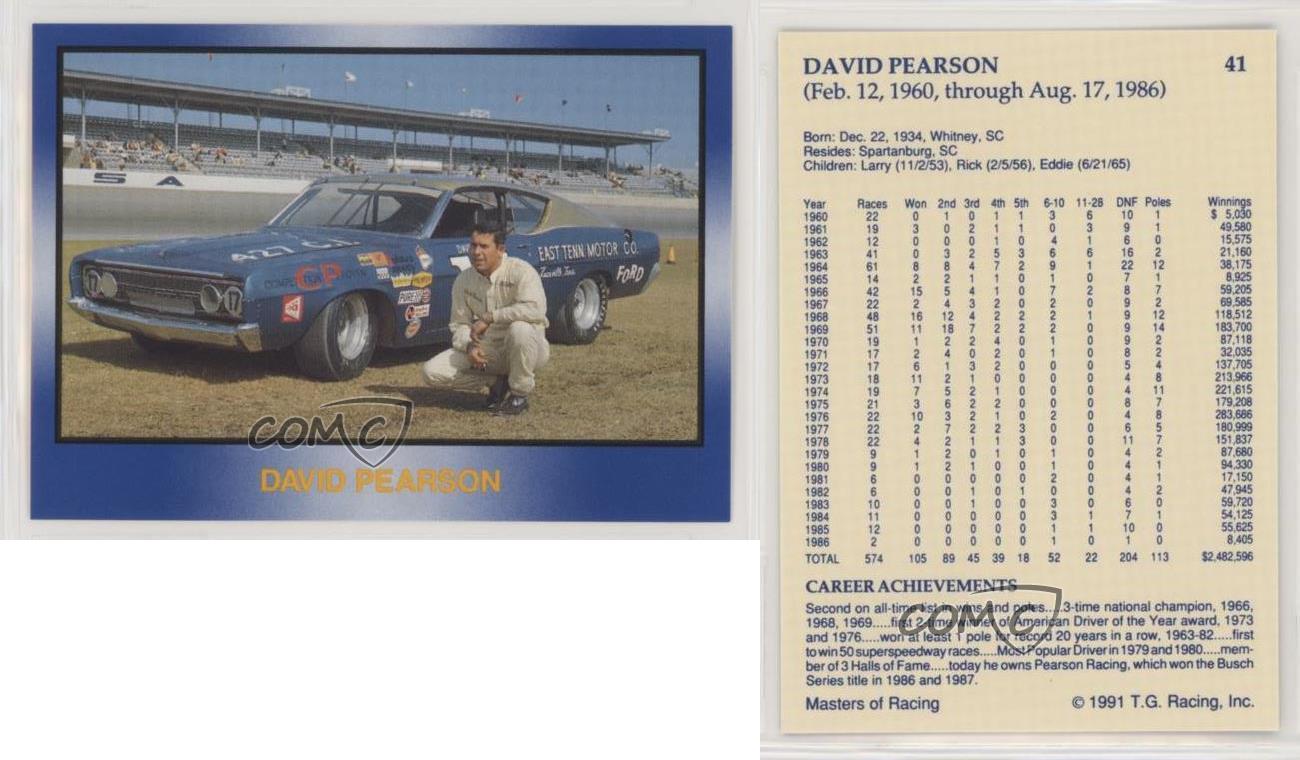 S A
427 C.I.
GP
17
17
EAST TENN. MOTOR CO.
Knoxville, Tenn.
FORD
COMC
DAVID PEARSON
DAVID PEARSON 41
(Feb. 12, 1960, through Aug. 17, 1986)
Born: Dec. 22, 1934, Whitney, SC
Resides: Spartanburg, SC
Children: Larry (11/2/53), Rick (2/5/56), Eddie (6/21/65)
Year Races Won 2nd 3rd 4th 5th 6-10 11-28 DNF Poles Winnings
1960 22 0 1 0 1 1 3 6 10 1 $ 5,030
1961 19 3 0 2 1 1 0 3 9 1 49,580
1962 12 0 0 0 1 0 4 1 6 0 15,575
1963 41 0 3 2 5 3 6 6 16 2 21,160
1964 61 8 8 4 7 2 9 1 22 12 38,175
1965 14 2 2 1 1 0 1 0 7 1 8,925
1966 42 15 5 4 1 0 7 2 8 7 59,205
1967 22 2 4 3 2 0 2 0 9 2 69,585
1968 48 16 12 4 2 2 2 1 9 12 118,512
1969 51 11 18 7 2 2 2 0 9 14 183,700
1970 19 1 2 2 4 0 1 0 9 2 87,118
1971 17 2 4 0 2 0 1 0 8 2 32,035
1972 17 6 1 3 2 0 0 0 5 4 137,705
1973 18 11 2 1 0 0 0 0 4 8 213,966
1974 19 7 5 2 1 0 0 0 4 11 221,615
1975 21 3 6 2 2 0 0 0 8 7 179,208
1976 22 10 3 2 1 0 2 0 4 8 283,686
1977 22 2 7 2 2 3 0 0 6 5 180,999
1978 22 4 2 1 1 3 0 0 11 7 151,837
1979 9 1 2 0 1 0 1 0 4 2 87,680
1980 9 1 2 1 0 0 1 0 4 1 94,330
1981 6 0 0 0 0 0 2 0 4 1 17,150
1982 6 0 0 1 0 1 0 0 4 2 47,945
1983 10 0 0 1 0 0 3 0 6 0 59,720
1984 11 0 0 0 0 0 3 1 7 1 54,125
1985 12 0 0 0 0 0 1 1 10 0 55,625
1986 2 0 0 0 0 0 1 0 1 0 8,405
TOTAL 574 105 89 45 39 18 52 22 204 113 $2,482,596
CAREER ACHIEVEMENTS
Second on all-time list in wins and poles....3-time national champion, 1966,
1968, 1969.....first 2-time winner of American Driver of the Year award, 1973
and 1976.....won at least 1 pole for record 20 years in a row, 1963-82.....first
to win 50 superspeedway races.....Most Popular Driver in 1979 and 1980.....mem-
ber of 3 Halls of Fame.....today he owns Pearson Racing, which won the Busch
Series title in 1986 and 1987.
COMC
Masters of Racing © 1991 T.G. Racing, Inc.